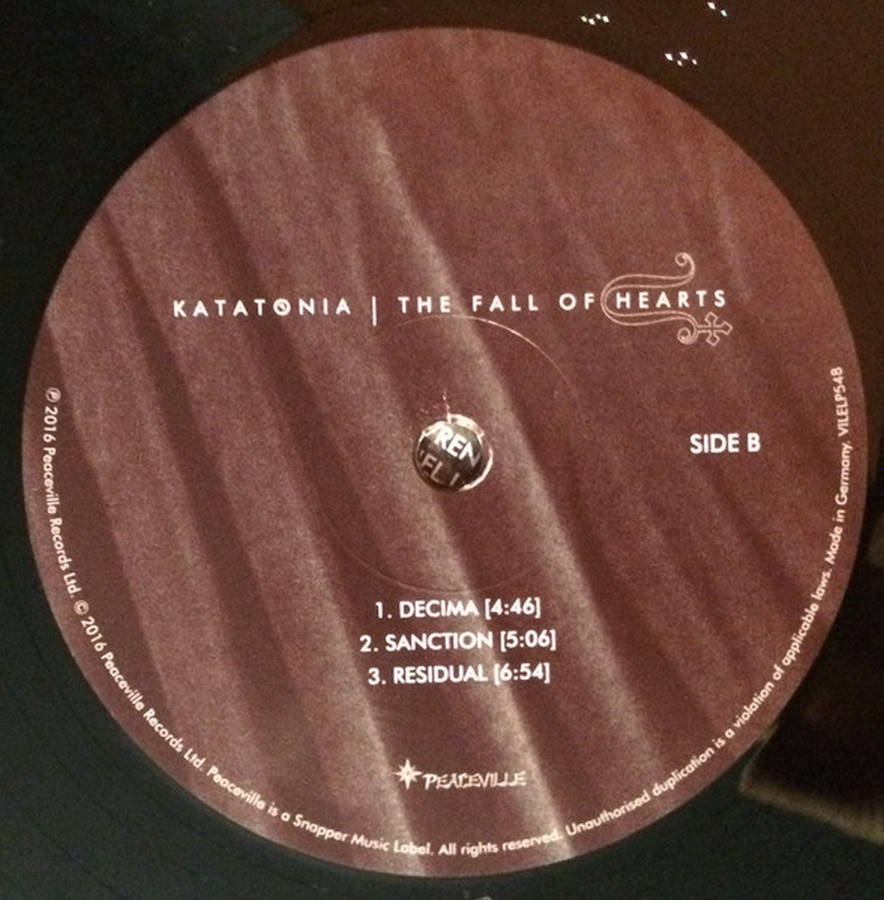 KATATONIA | THE FALL OF HEARTS
SIDE B
1. DECIMA [4:46]
2. SANCTION [5:06]
3. RESIDUAL [6:54]
PEACEVILLE
℗ 2016 Peaceville Records Ltd. © 2016 Peaceville Records Ltd. Peaceville is a Snapper Music Label. All rights reserved. Unauthorised duplication is a violation of applicable laws. Made in Germany. VILELP548